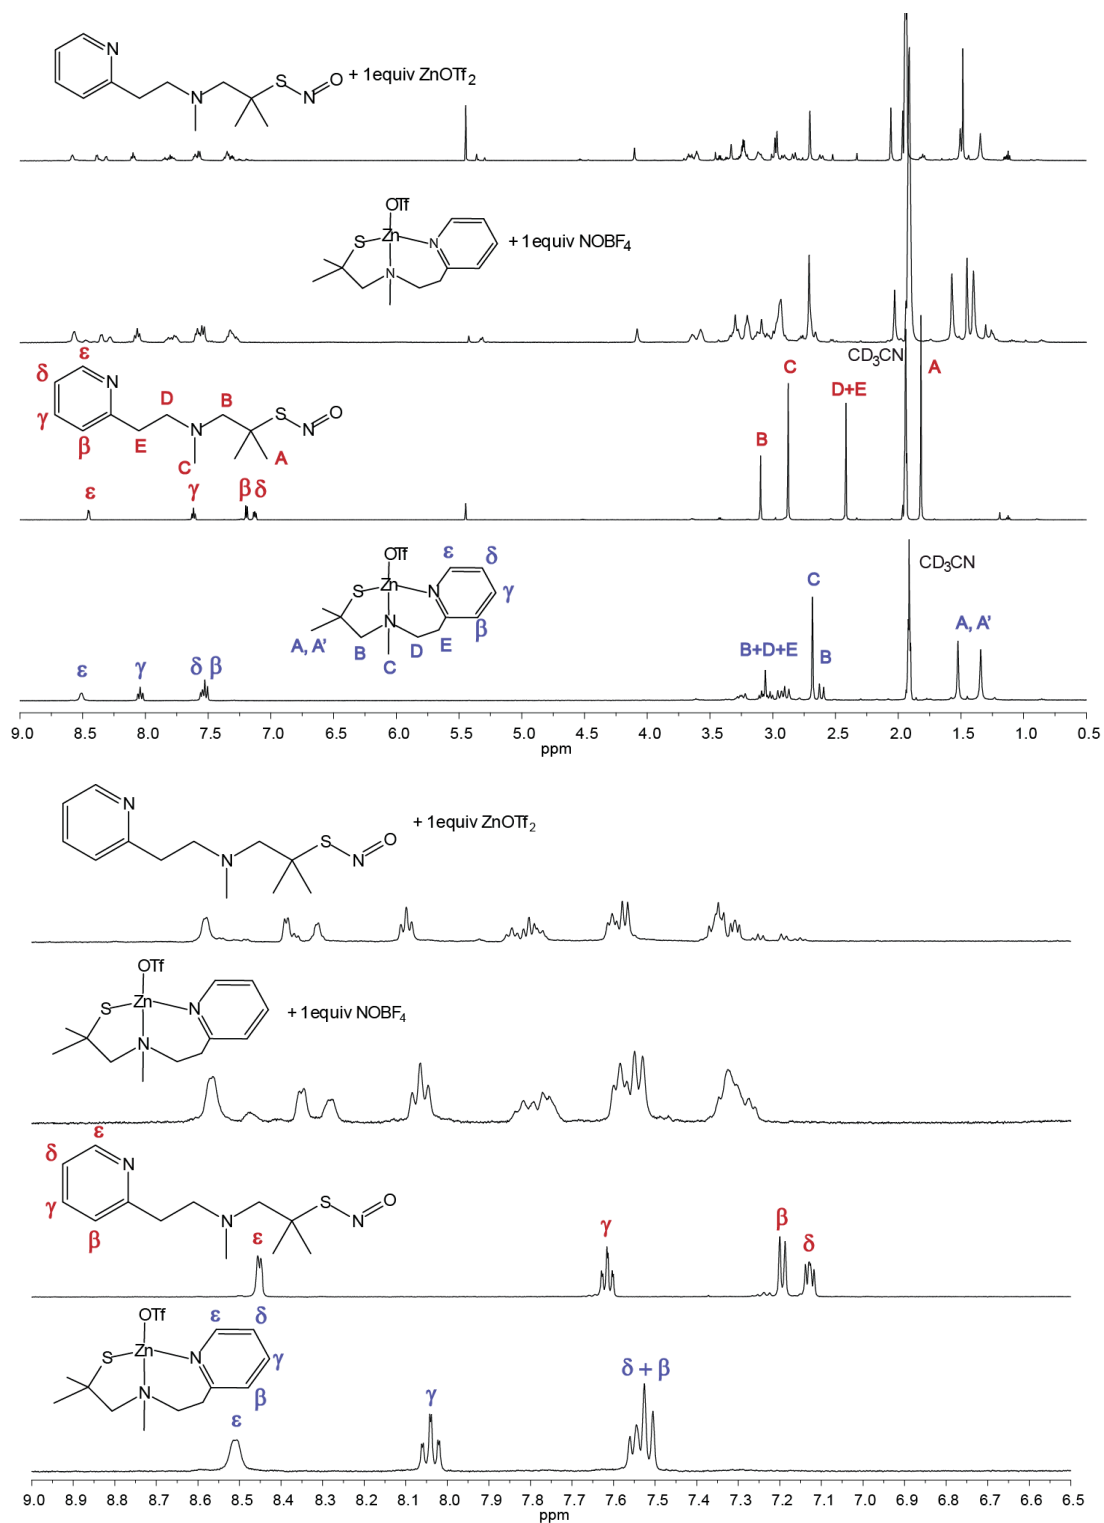 N
N
S
N
O
+ 1equiv ZnOTf2
OTf
Zn
S
N
N
+ 1equiv NOBF4
ε
δ
N
γ
β
E
D
N
C
B
S
N
O
A
C
CD3CN
A
D+E
B
ε
γ
β
δ
OTf
Zn
S
N
N
ε
δ
γ
β
A, A'
B
C
D
E
CD3CN
C
A, A'
B+D+E
B
ε
γ
δ
β
9.0 8.5 8.0 7.5 7.0 6.5 6.0 5.5 5.0 4.5 4.0 3.5 3.0 2.5 2.0 1.5 1.0 0.5
ppm
N
N
S
N
O
+ 1equiv ZnOTf2
OTf
Zn
S
N
N
+ 1equiv NOBF4
ε
δ
N
γ
β
N
S
N
O
ε
γ
β
δ
OTf
Zn
S
N
N
ε
δ
γ
β
ε
γ
δ + β
9.0 8.9 8.8 8.7 8.6 8.5 8.4 8.3 8.2 8.1 8.0 7.9 7.8 7.7 7.6 7.5 7.4 7.3 7.2 7.1 7.0 6.9 6.8 6.7 6.6 6.5
ppm